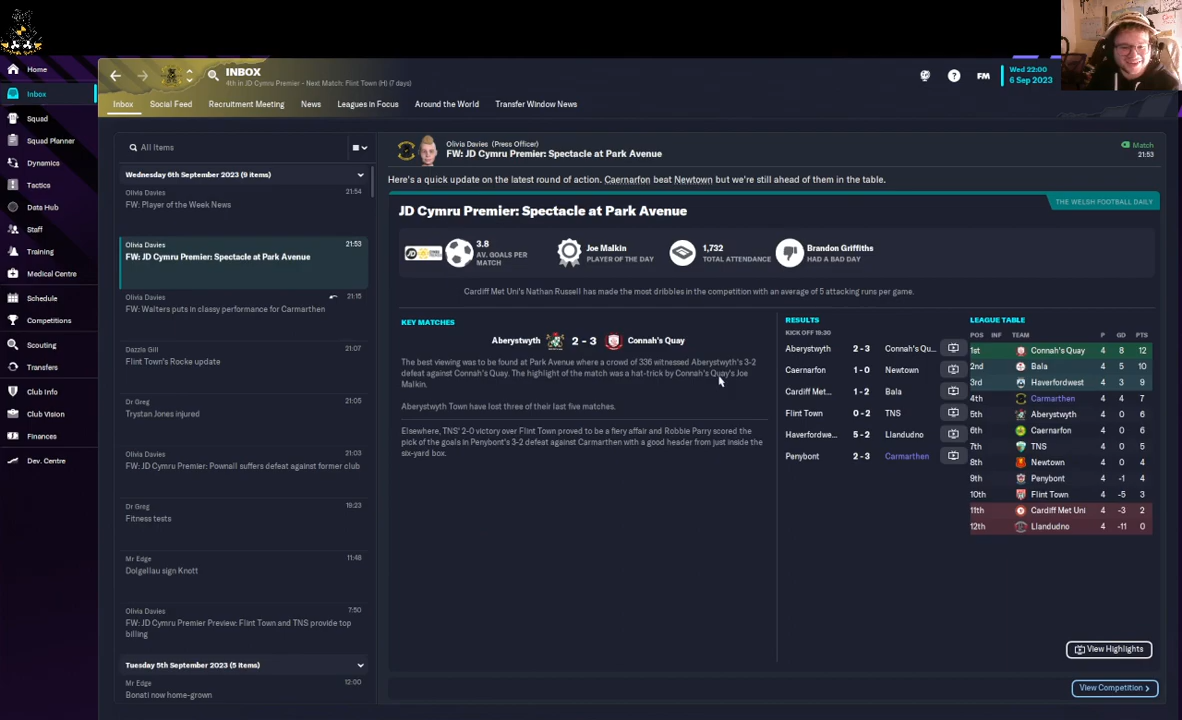 INBOX
4th in JD Cymru Premier - Next Match: Flint Town (H) (7 days)
FM
Wed 22:00
6 Sep 2023
Home
Inbox
Squad
Squad Planner
Dynamics
Tactics
Data Hub
Staff
Training
Medical Centre
Schedule
Competitions
Scouting
Transfers
Club Info
Club Vision
Finances
Dev. Centre
Inbox
Social Feed
Recruitment Meeting
News
Leagues in Focus
Around the World
Transfer Window News
All Items
Wednesday 6th September 2023 (9 items)
Olivia Davies
21:54
FW: Player of the Week News
Olivia Davies
21:53
FW: JD Cymru Premier: Spectacle at Park Avenue
Olivia Davies
21:15
FW: Walters puts in classy performance for Carmarthen
Dazzla Gill
21:07
Flint Town's Rocke update
Dr Greg
21:05
Trystan Jones injured
Olivia Davies
21:03
FW: JD Cymru Premier: Pownall suffers defeat against former club
Dr Greg
19:23
Fitness tests
Mr Edge
11:48
Dolgellau sign Knott
Olivia Davies
7:50
FW: JD Cymru Premier Preview: Flint Town and TNS provide top
billing
Tuesday 5th September 2023 (5 items)
Mr Edge
12:00
Bonati now home-grown
Olivia Davies (Press Officer)
FW: JD Cymru Premier: Spectacle at Park Avenue
Match
21:53
Here's a quick update on the latest round of action. Caernarfon beat Newtown but we're still ahead of them in the table.
THE WELSH FOOTBALL DAILY
JD Cymru Premier: Spectacle at Park Avenue
JD
3.8
AV. GOALS PER
MATCH
Joe Malkin
PLAYER OF THE DAY
1,732
TOTAL ATTENDANCE
Brandon Griffiths
HAD A BAD DAY
Cardiff Met Uni's Nathan Russell has made the most dribbles in the competition with an average of 5 attacking runs per game.
KEY MATCHES
Aberystwyth 2 - 3 Connah's Quay
The best viewing was to be found at Park Avenue where a crowd of 336 witnessed Aberystwyth's 3-2
defeat against Connah's Quay. The highlight of the match was a hat-trick by Connah's Quay's Joe
Malkin.
Aberystwyth Town have lost three of their last five matches.
Elsewhere, TNS' 2-0 victory over Flint Town proved to be a fiery affair and Robbie Parry scored the
pick of the goals in Penybont's 3-2 defeat against Carmarthen with a good header from just inside the
six-yard box.
RESULTS
KICK OFF 19:30
Aberystwyth 2-3 Connah's Qu...
Caernarfon 1-0 Newtown
Cardiff Met... 1-2 Bala
Flint Town 0-2 TNS
Haverfordwe... 5-2 Llandudno
Penybont 2-3 Carmarthen
LEAGUE TABLE
POS INF TEAM P GD PTS
1st Connah's Quay 4 8 12
2nd Bala 4 5 10
3rd Haverfordwest 4 3 9
4th Carmarthen 4 4 7
5th Aberystwyth 4 0 6
6th Caernarfon 4 0 6
7th TNS 4 0 5
8th Newtown 4 0 4
9th Penybont 4 -1 4
10th Flint Town 4 -5 3
11th Cardiff Met Uni 4 -3 2
12th Llandudno 4 -11 0
View Highlights
View Competition >